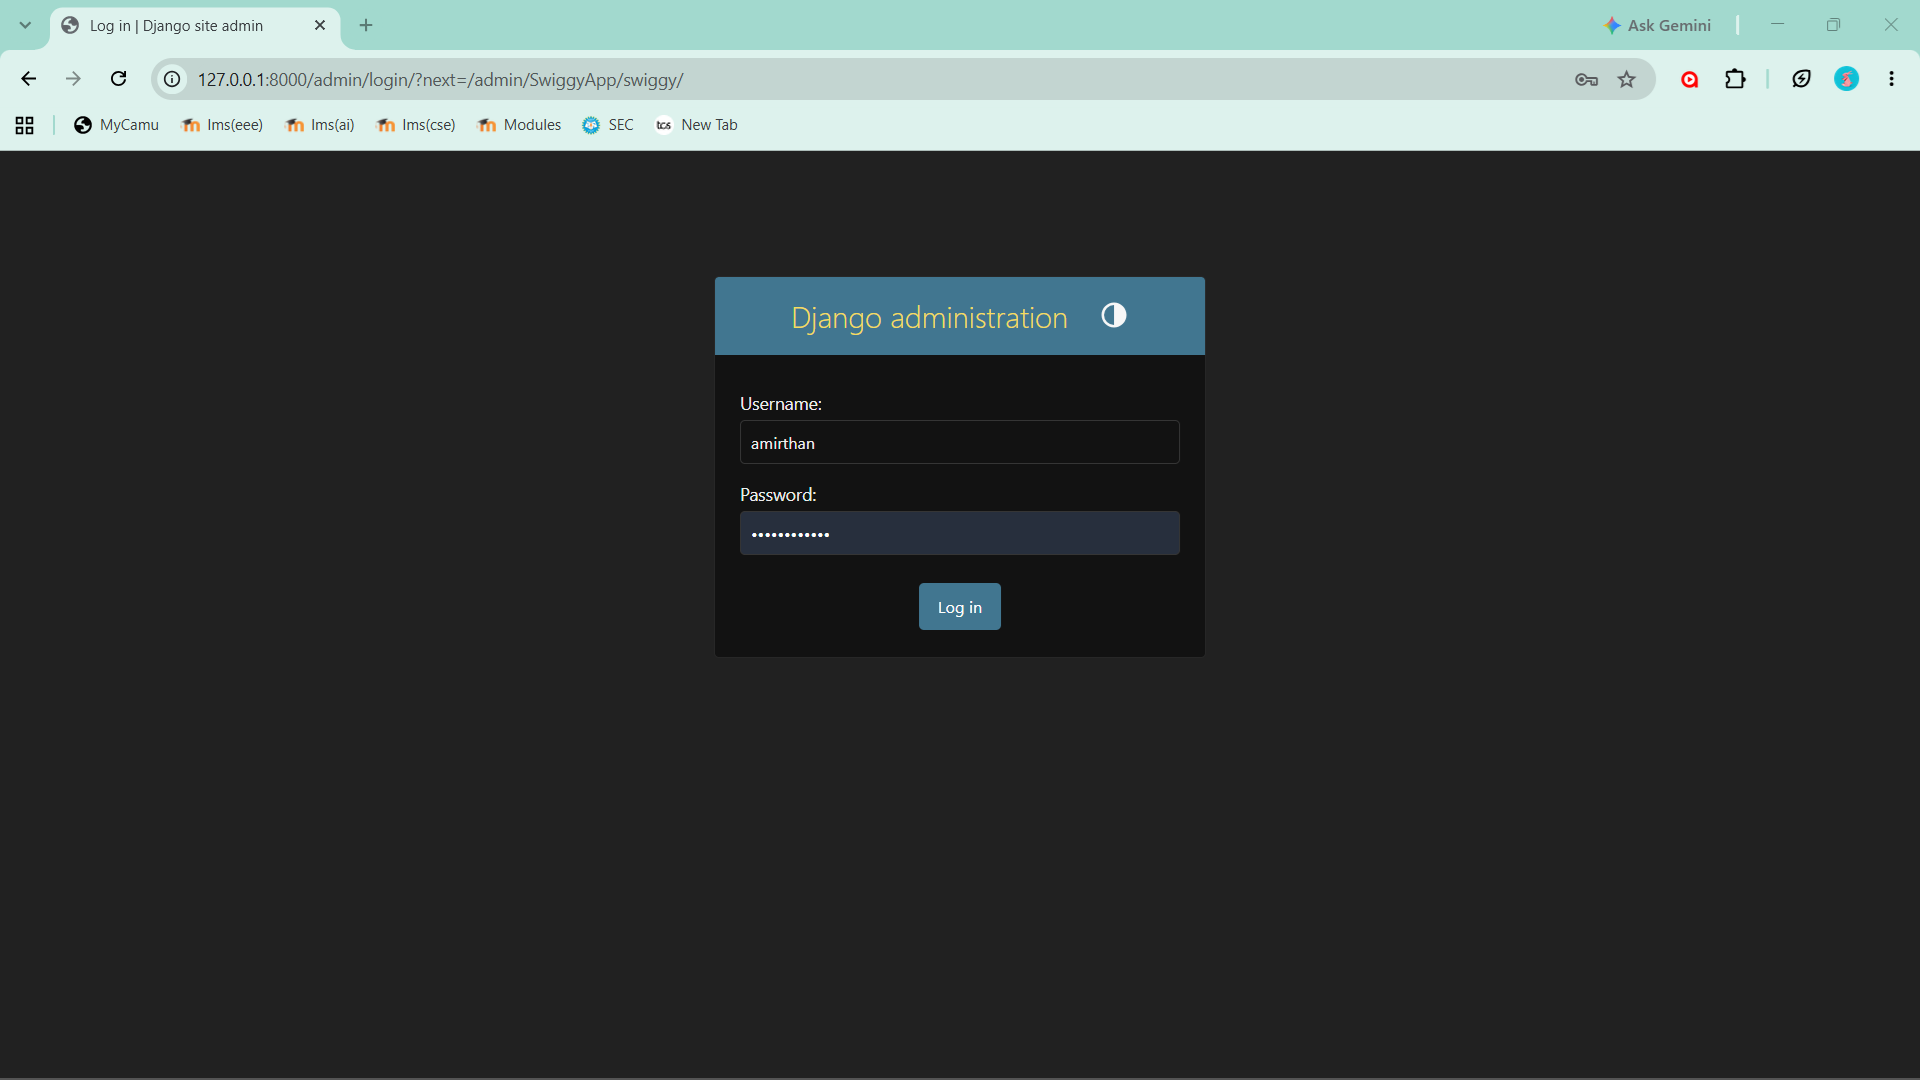 Log in | Django site admin
Ask Gemini
127.0.0.1:8000/admin/login/?next=/admin/SwiggyApp/swiggy/
MyCamu lms(eee) lms(ai) lms(cse) Modules SEC tcs New Tab
Django administration
Username:
amirthan
Password:
••••••••••••
Log in